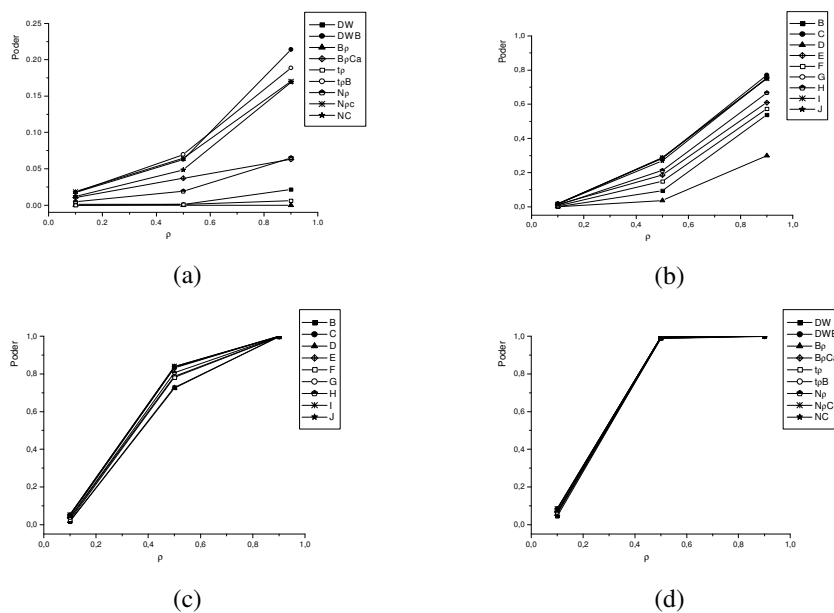 Poder
0.25
0.20
0.15
0.10
0.05
0.00
0.0 0.2 0.4 0.6 0.8 1.0
ρ
DW
DWB
Bρ
BρCa
tρ
tρB
Nρ
Nρc
NC
(a)
Poder
1,0
0,8
0,6
0,4
0,2
0,0
0,0 0,2 0,4 0,6 0,8 1,0
ρ
B
C
D
E
F
G
H
I
J
(b)
Poder
1,0
0,8
0,6
0,4
0,2
0,0
0,0 0,2 0,4 0,6 0,8 1,0
ρ
B
C
D
E
F
G
H
I
J
(c)
Poder
1,0
0,8
0,6
0,4
0,2
0,0
0,0 0,2 0,4 0,6 0,8 1,0
ρ
DW
DWB
Bρ
BρCa
tρ
tρB
Nρ
NρC
NC
(d)